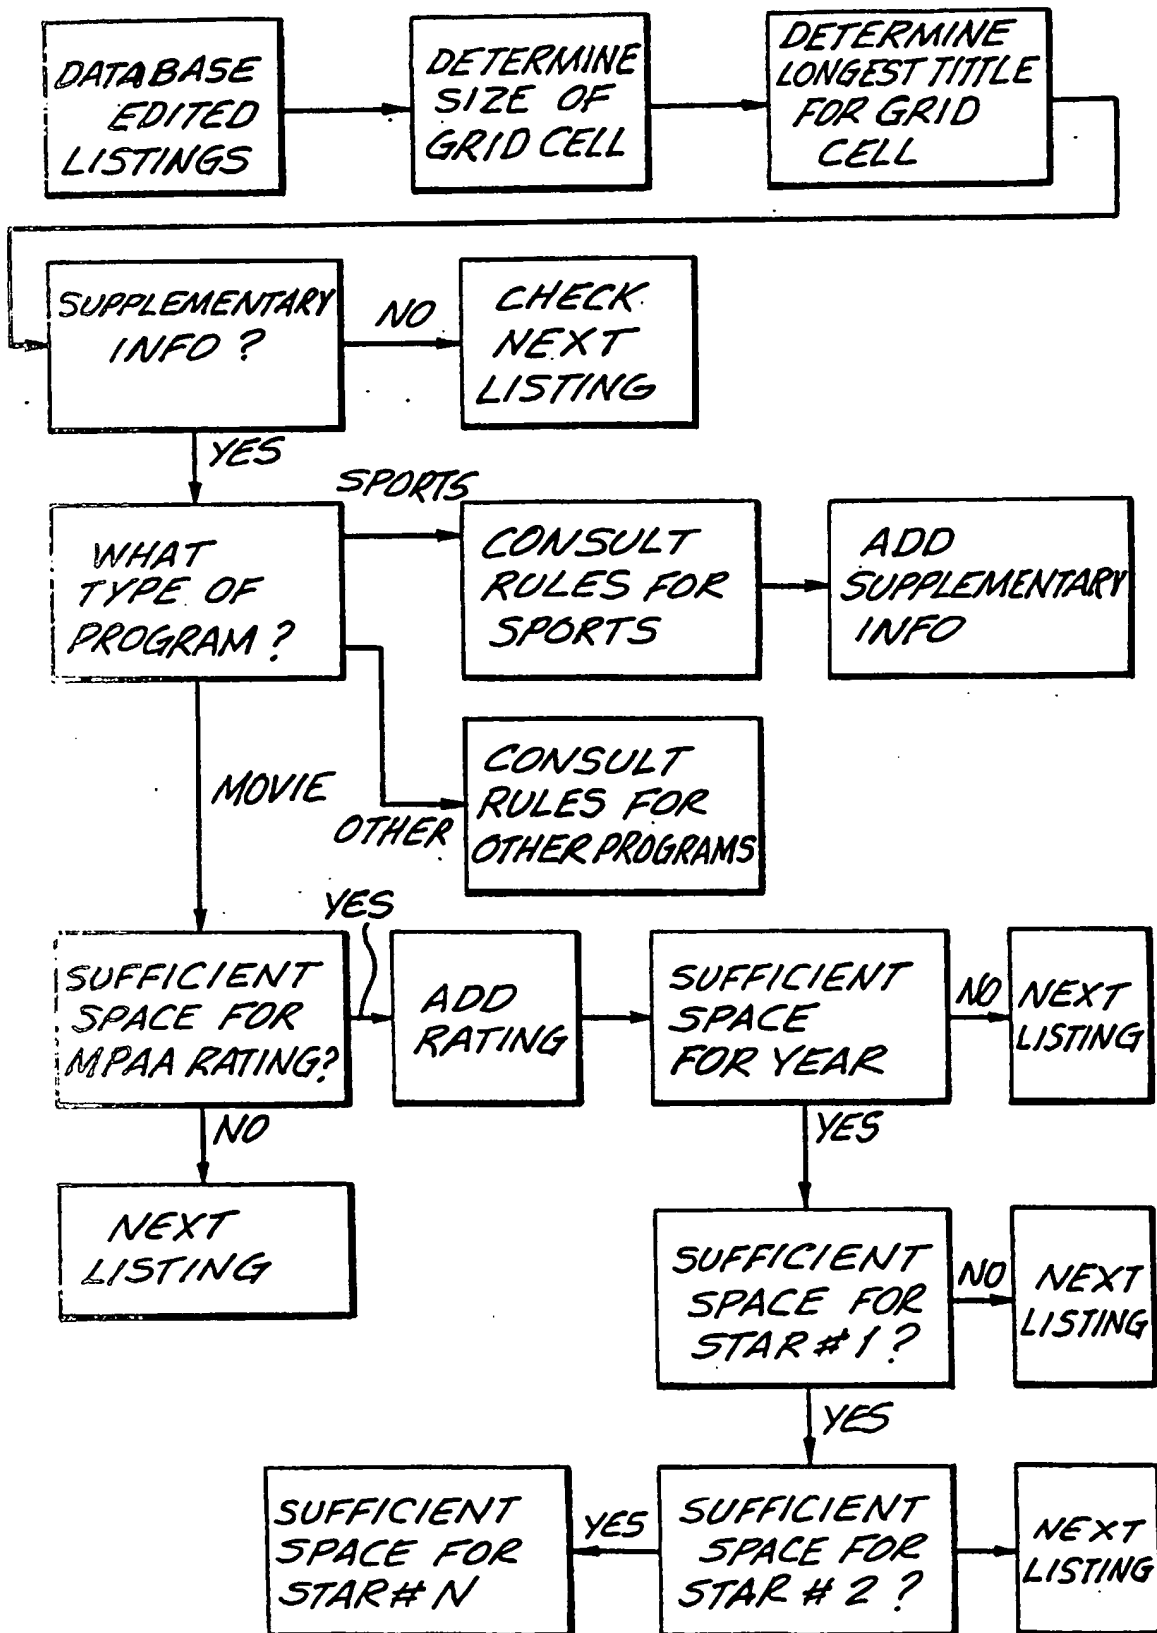 DATABASE
EDITED
LISTINGS
DETERMINE
SIZE OF
GRID CELL
DETERMINE
LONGEST TITTLE
FOR GRID
CELL
SUPPLEMENTARY
INFO?
NO
CHECK
NEXT
LISTING
YES
WHAT
TYPE OF
PROGRAM?
SPORTS
CONSULT
RULES FOR
SPORTS
ADD
SUPPLEMENTARY
INFO
OTHER
CONSULT
RULES FOR
OTHER PROGRAMS
MOVIE
SUFFICIENT
SPACE FOR
MPAA RATING?
YES
ADD
RATING
SUFFICIENT
SPACE
FOR YEAR
NO
NEXT
LISTING
NO
NEXT
LISTING
YES
SUFFICIENT
SPACE FOR
STAR #1?
NO
NEXT
LISTING
YES
SUFFICIENT
SPACE FOR
STAR #2?
NEXT
LISTING
YES
SUFFICIENT
SPACE FOR
STAR # N